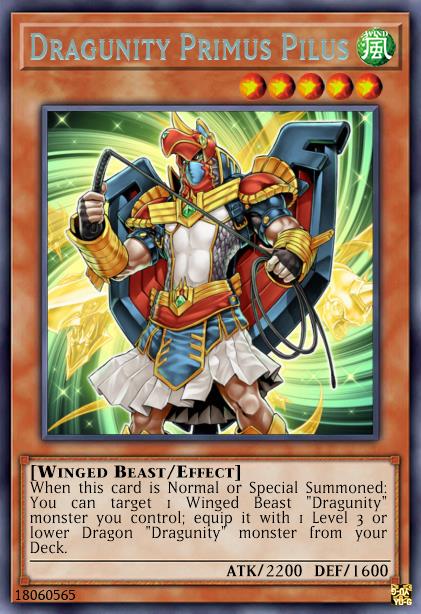 Dragunity Primus Pilus
WIND
風
[Winged Beast/Effect]
When this card is Normal or Special Summoned:
You can target 1 Winged Beast "Dragunity"
monster you control; equip it with 1 Level 3 or
lower Dragon "Dragunity" monster from your
Deck.
ATK/2200 DEF/1600
18060565